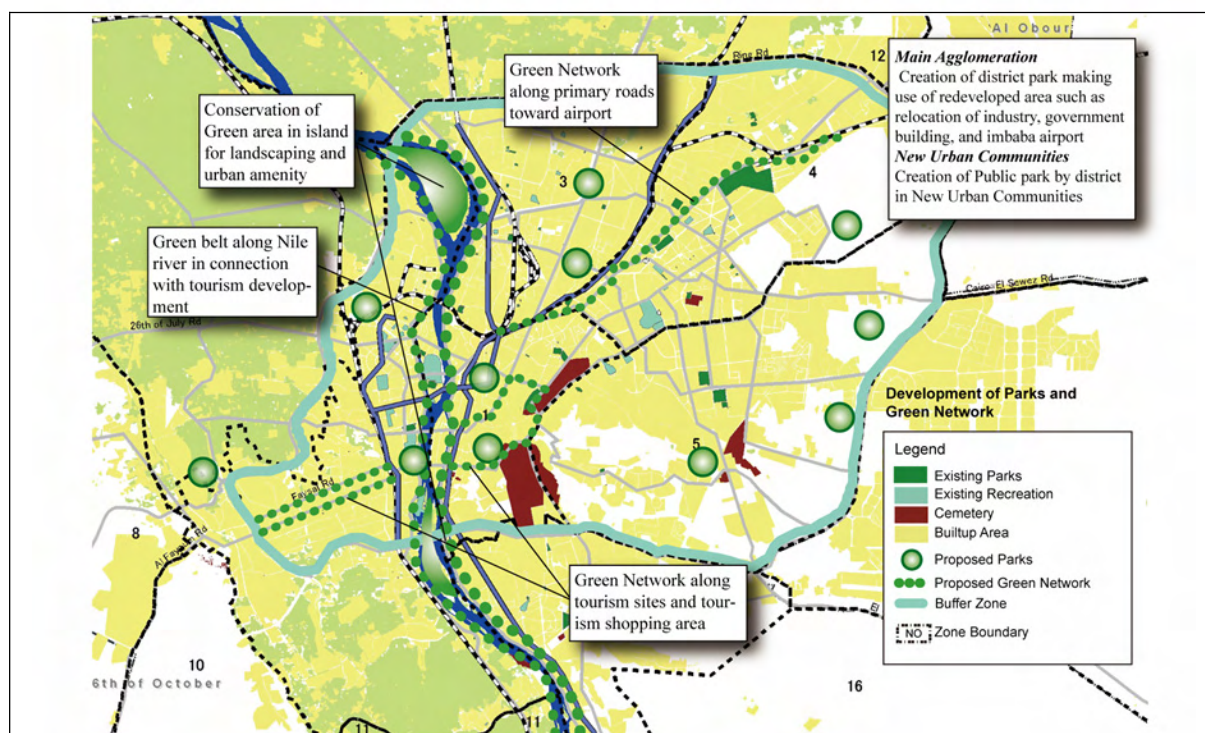 Al Obour
12
Ring Rd
Main Agglomeration
Creation of district park making
use of redeveloped area such as
relocation of industry, government
building, and imbaba airport
New Urban Communities
Creation of Public park by district
in New Urban Communities
Green Network
along primary roads
toward airport
Conservation of
Green area in island
for landscaping and
urban amenity
3
4
Green belt along Nile
river in connection
with tourism develop-
ment
Cairo-El Sewez Rd
26th of July Rd
1
5
Faysal Rd
8
Al Fayoum Rd
Development of Parks and
Green Network
Legend
Existing Parks
Existing Recreation
Cemetery
Builtup Area
Proposed Parks
Proposed Green Network
Buffer Zone
NO Zone Boundary
Green Network along
tourism sites and tour-
ism shopping area
El
10
6th of October
16
11
11